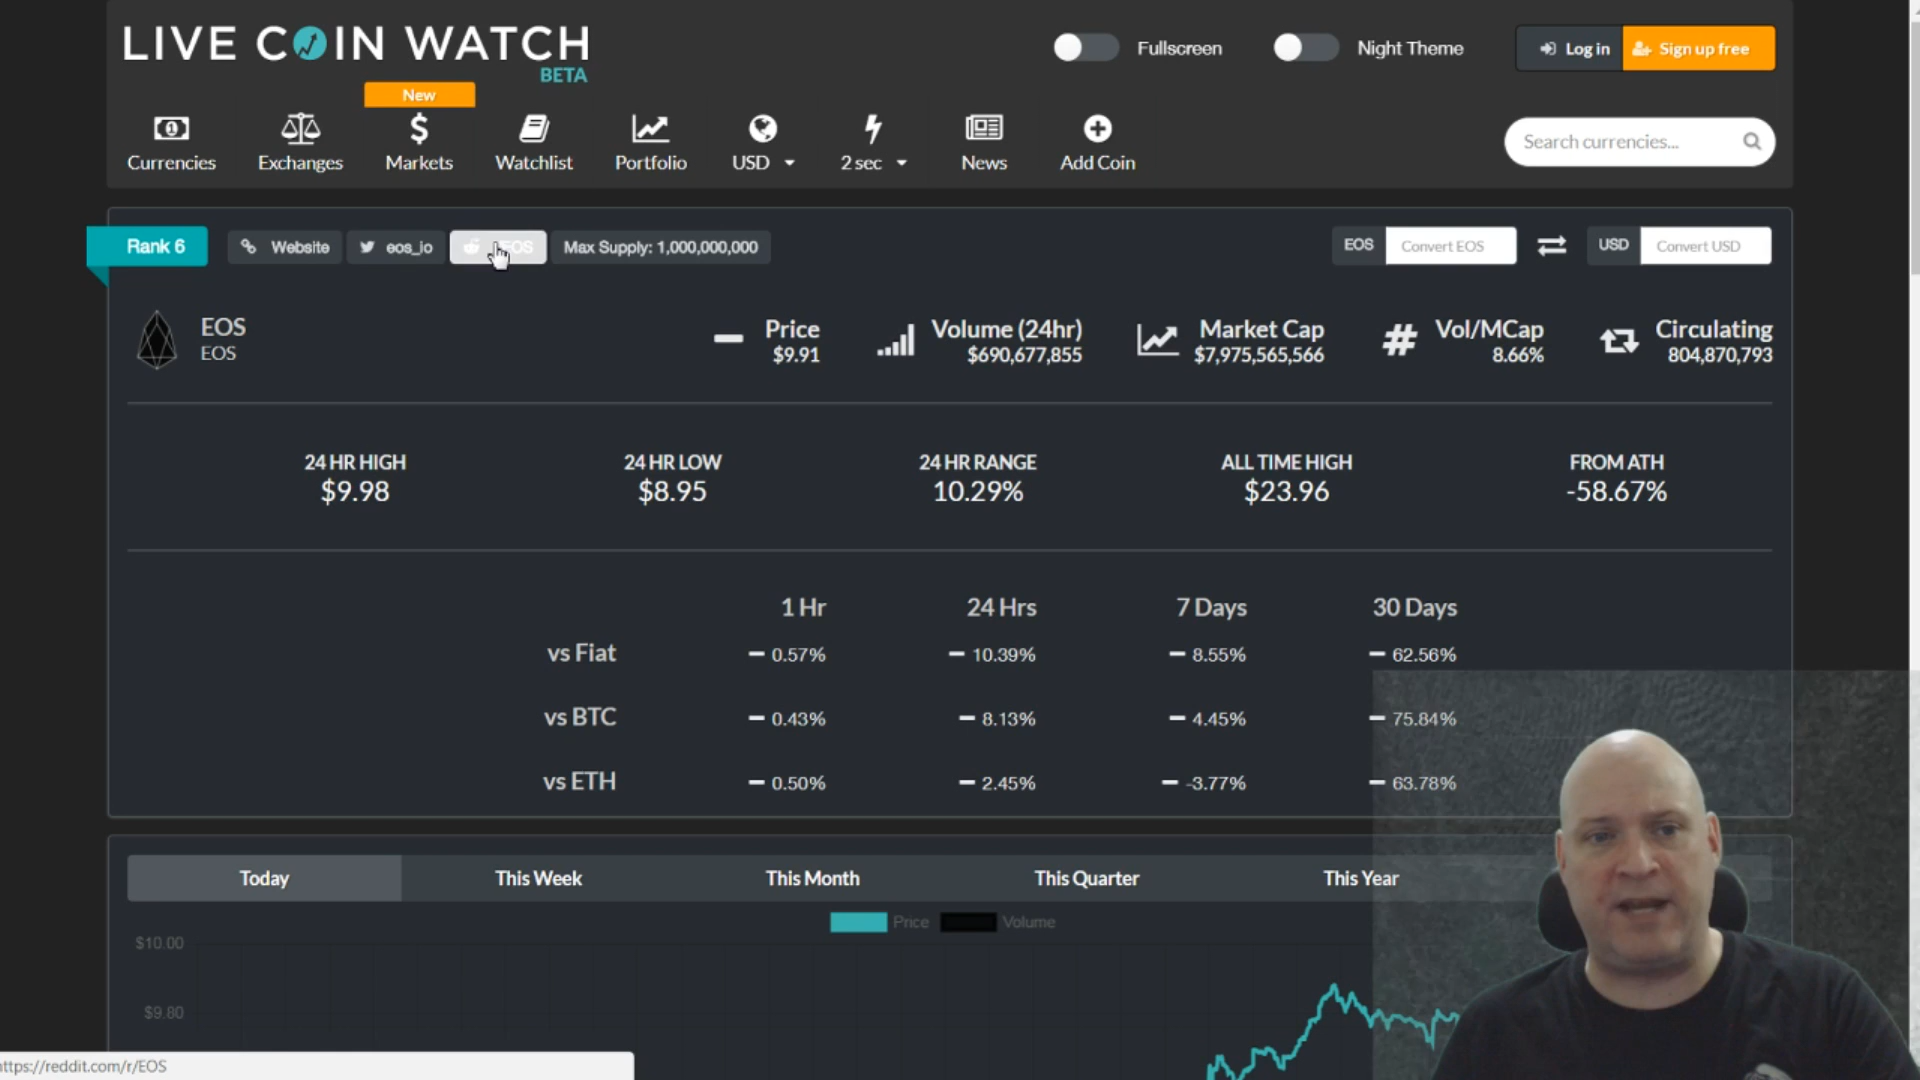 LIVE COIN WATCH
BETA
Fullscreen
Night Theme
Log in
Sign up free
New
Currencies
Exchanges
Markets
Watchlist
Portfolio
USD
2 sec
News
Add Coin
Search currencies...
Rank 6
Website
eos_io
EOS
Max Supply: 1,000,000,000
EOS
Convert EOS
USD
Convert USD
EOS
EOS
Price
$9.91
Volume (24hr)
$690,677,855
Market Cap
$7,975,565,566
Vol/MCap
8.66%
Circulating
804,870,793
24 HR HIGH
$9.98
24 HR LOW
$8.95
24 HR RANGE
10.29%
ALL TIME HIGH
$23.96
FROM ATH
-58.67%
1 Hr 24 Hrs 7 Days 30 Days
vs Fiat 0.57% 10.39% 8.55% 62.56%
vs BTC 0.43% 8.13% 4.45% 75.84%
vs ETH 0.50% 2.45% -3.77% 63.78%
Today This Week This Month This Quarter This Year
Price Volume
$10.00
$9.80
https://reddit.com/r/EOS